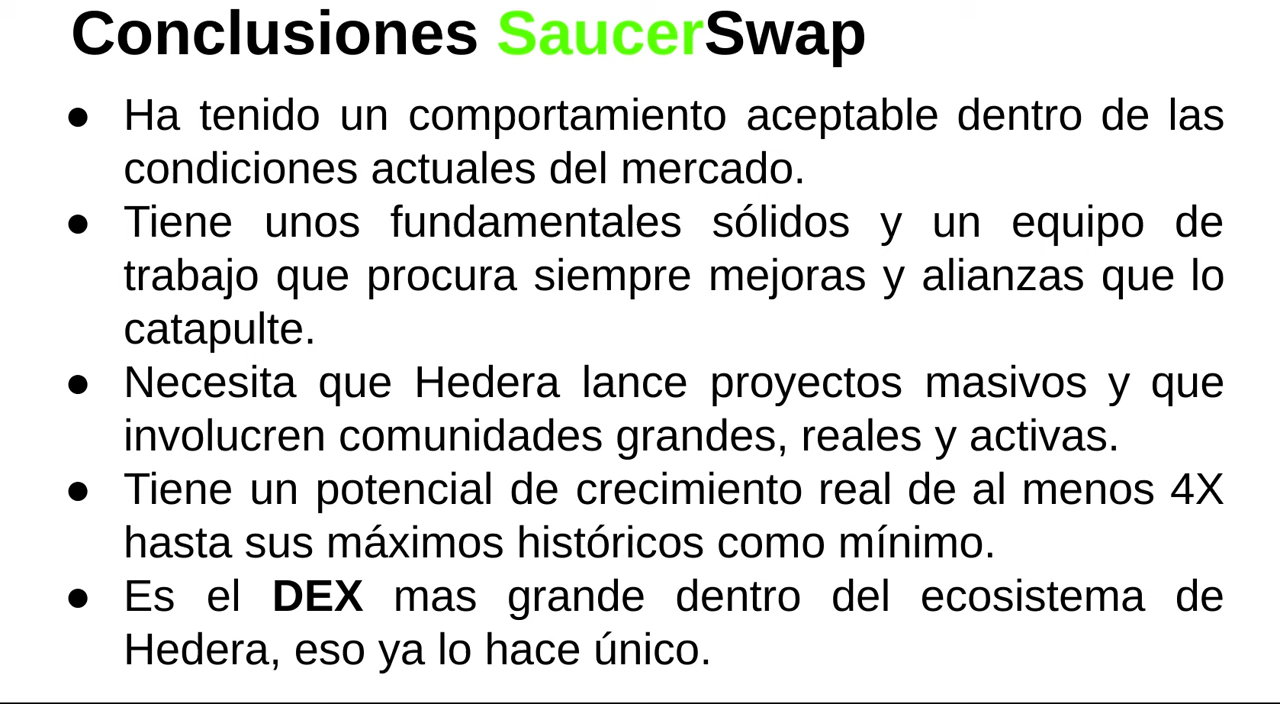 Conclusiones SaucerSwap
● Ha tenido un comportamiento aceptable dentro de las
condiciones actuales del mercado.
● Tiene unos fundamentales sólidos y un equipo de
trabajo que procura siempre mejoras y alianzas que lo
catapulte.
● Necesita que Hedera lance proyectos masivos y que
involucren comunidades grandes, reales y activas.
● Tiene un potencial de crecimiento real de al menos 4X
hasta sus máximos históricos como mínimo.
● Es el DEX mas grande dentro del ecosistema de
Hedera, eso ya lo hace único.